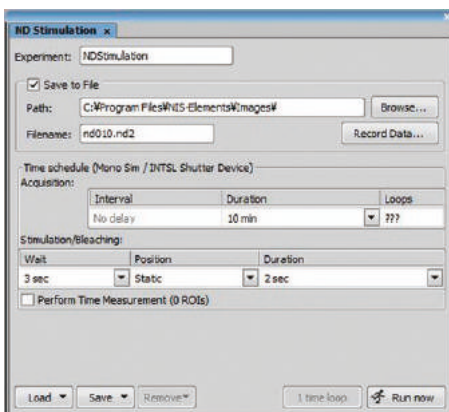 ND Stimulation x
Experiment: NDStimulation
Save to File
Path: C:¥Program Files¥NIS-Elements¥Images¥ Browse...
Filename: nd010.nd2 Record Data...
Time schedule (Mono Sim / INTSL Shutter Device)
Acquisition:
Interval Duration Loops
No delay 10 min ???
Stimulation/Bleaching:
Wait Position Duration
3 sec Static 2 sec
Perform Time Measurement (0 ROIs)
Load Save Remove 1 time loop Run now